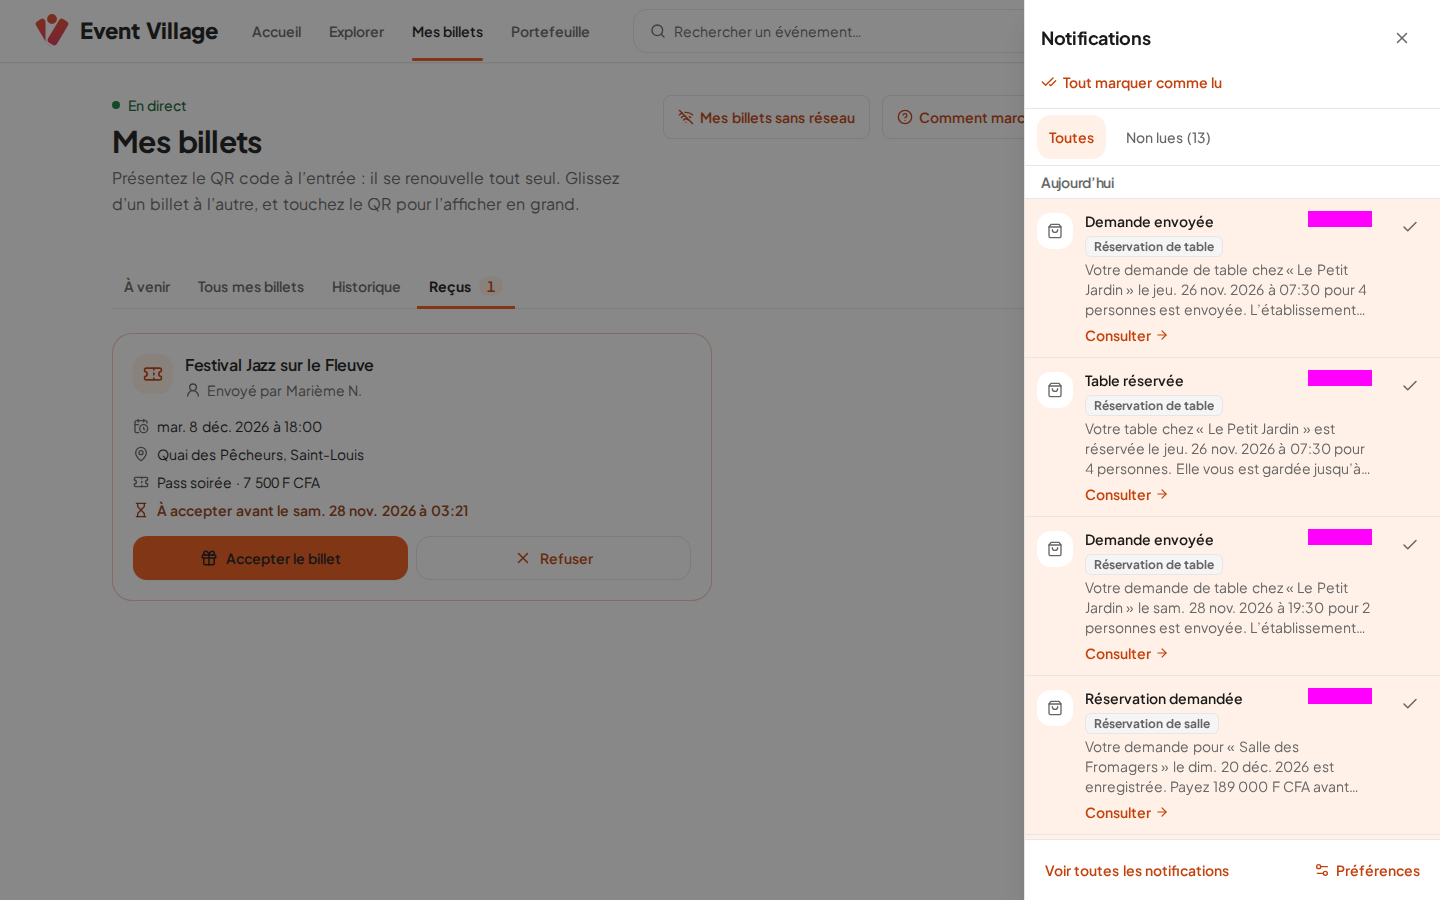 Event Village
Accueil
Explorer
Mes billets
Portefeuille
Rechercher un événement…
En direct
Mes billets
Présentez le QR code à l'entrée : il se renouvelle tout seul. Glissez
d'un billet à l'autre, et touchez le QR pour l'afficher en grand.
Mes billets sans réseau
Comment marc
À venir
Tous mes billets
Historique
Reçus 1
Festival Jazz sur le Fleuve
Envoyé par Marième N.
mar. 8 déc. 2026 à 18:00
Quai des Pêcheurs, Saint-Louis
Pass soirée · 7 500 F CFA
À accepter avant le sam. 28 nov. 2026 à 03:21
Accepter le billet
Refuser
Notifications
Tout marquer comme lu
Toutes
Non lues (13)
Aujourd'hui
Demande envoyée
Réservation de table
Votre demande de table chez « Le Petit
Jardin » le jeu. 26 nov. 2026 à 07:30 pour 4
personnes est envoyée. L'établissement…
Consulter
Table réservée
Réservation de table
Votre table chez « Le Petit Jardin » est
réservée le jeu. 26 nov. 2026 à 07:30 pour
4 personnes. Elle vous est gardée jusqu'à…
Consulter
Demande envoyée
Réservation de table
Votre demande de table chez « Le Petit
Jardin » le sam. 28 nov. 2026 à 19:30 pour 2
personnes est envoyée. L'établissement…
Consulter
Réservation demandée
Réservation de salle
Votre demande pour « Salle des
Fromagers » le dim. 20 déc. 2026 est
enregistrée. Payez 189 000 F CFA avant…
Consulter
Voir toutes les notifications
Préférences